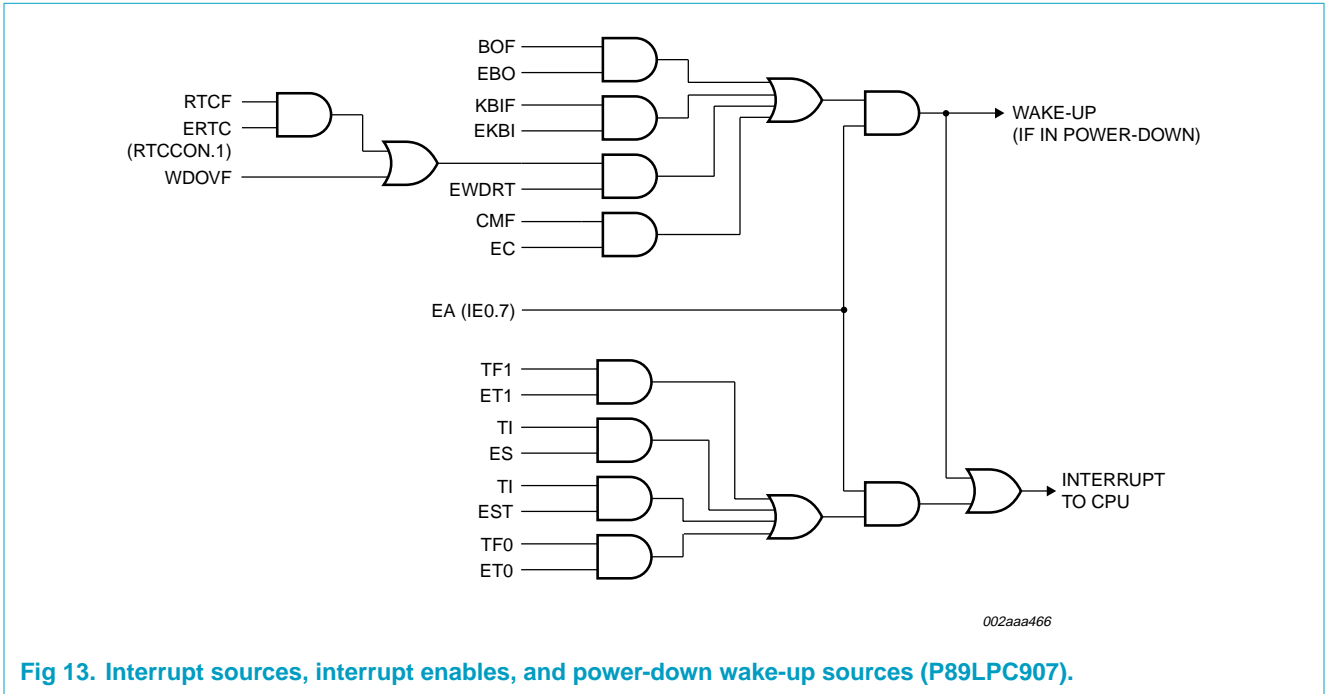 BOF
EBO
RTCF
KBIF
ERTC
EKBI
(RTCCON.1)
WDOVF
EWDRT
CMF
EC
WAKE-UP
(IF IN POWER-DOWN)
EA (IE0.7)
TF1
ET1
TI
ES
TI
EST
TF0
ET0
INTERRUPT
TO CPU
002aaa466
Fig 13. Interrupt sources, interrupt enables, and power-down wake-up sources (P89LPC907).